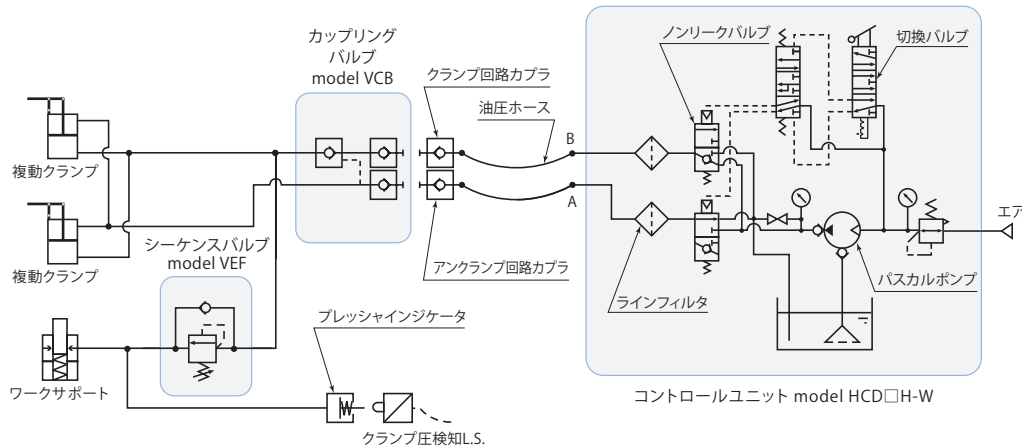 カップリング
バルブ
model VCB
クランプ回路カプラ
油圧ホース
ノンリークバルブ
切換バルブ
B
A
複動クランプ
複動クランプ
シーケンスバルブ
model VEF
アンクランプ回路カプラ
ラインフィルタ
エア
パスカルポンプ
プレッシャインジケータ
ワークサポート
クランプ圧検知L.S.
コントロールユニット model HCD□H-W